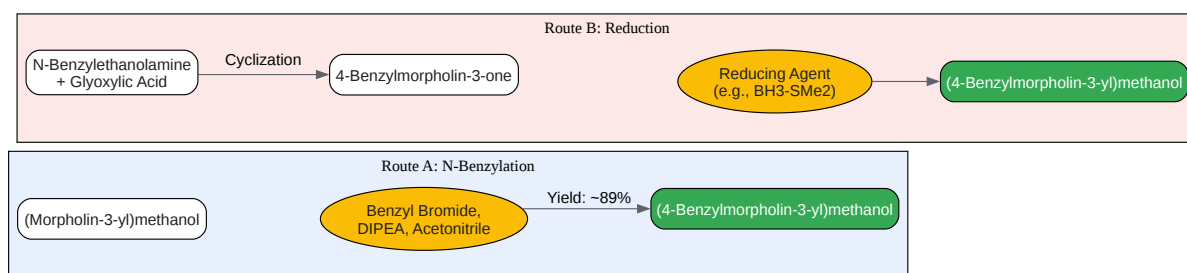 Route B: Reduction
N-Benzylethanolamine
+ Glyoxylic Acid
Cyclization
4-Benzylmorpholin-3-one
Reducing Agent
(e.g., BH3-SMe2)
(4-Benzylmorpholin-3-yl)methanol
Route A: N-Benzylation
(Morpholin-3-yl)methanol
Benzyl Bromide,
DIPEA, Acetonitrile
Yield: ~89%
(4-Benzylmorpholin-3-yl)methanol